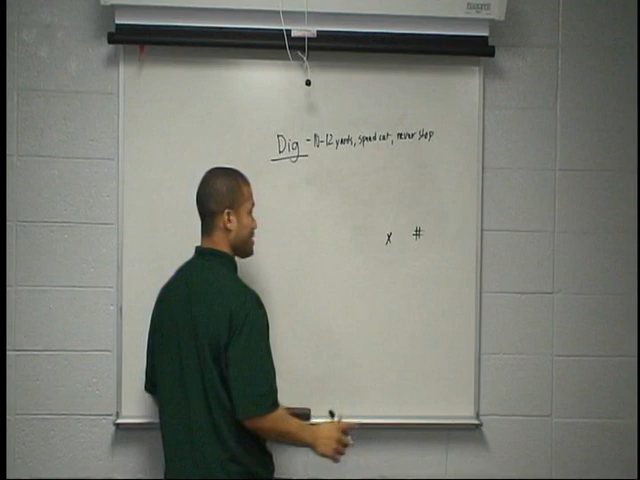 Dig - 10-12 yards, speed cut, never stop
x #